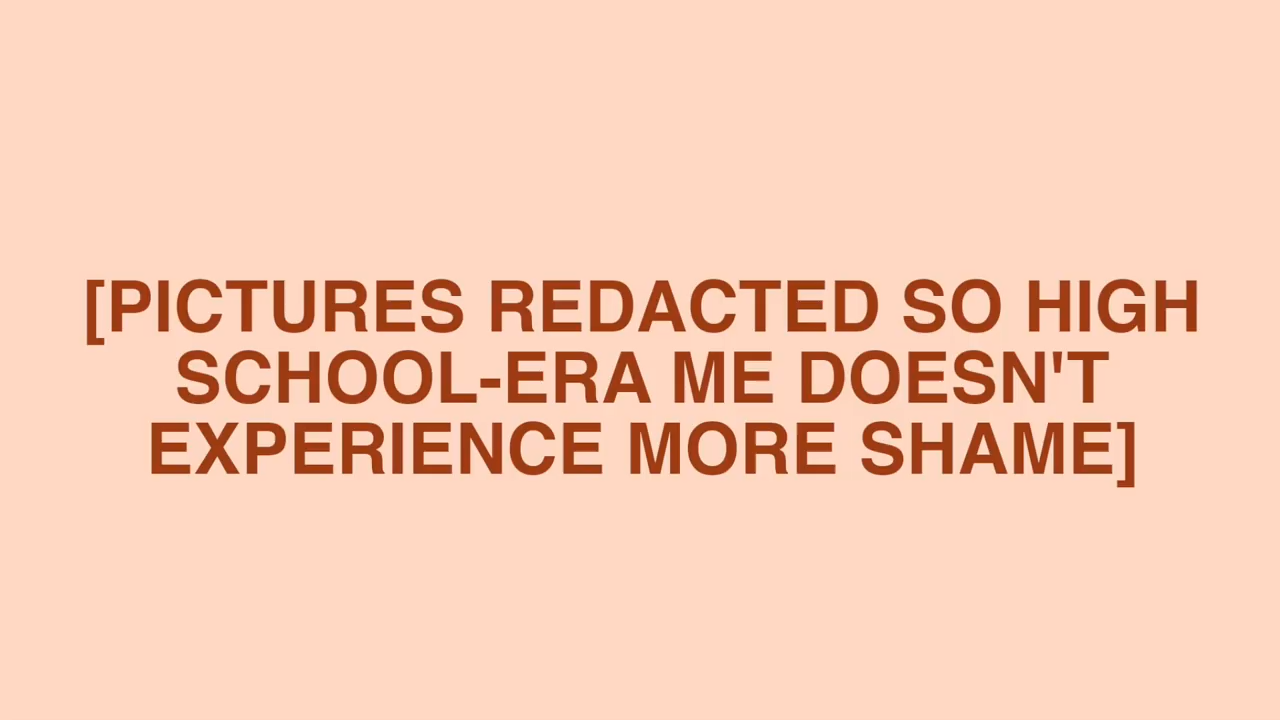 [PICTURES REDACTED SO HIGH
SCHOOL-ERA ME DOESN'T
EXPERIENCE MORE SHAME]